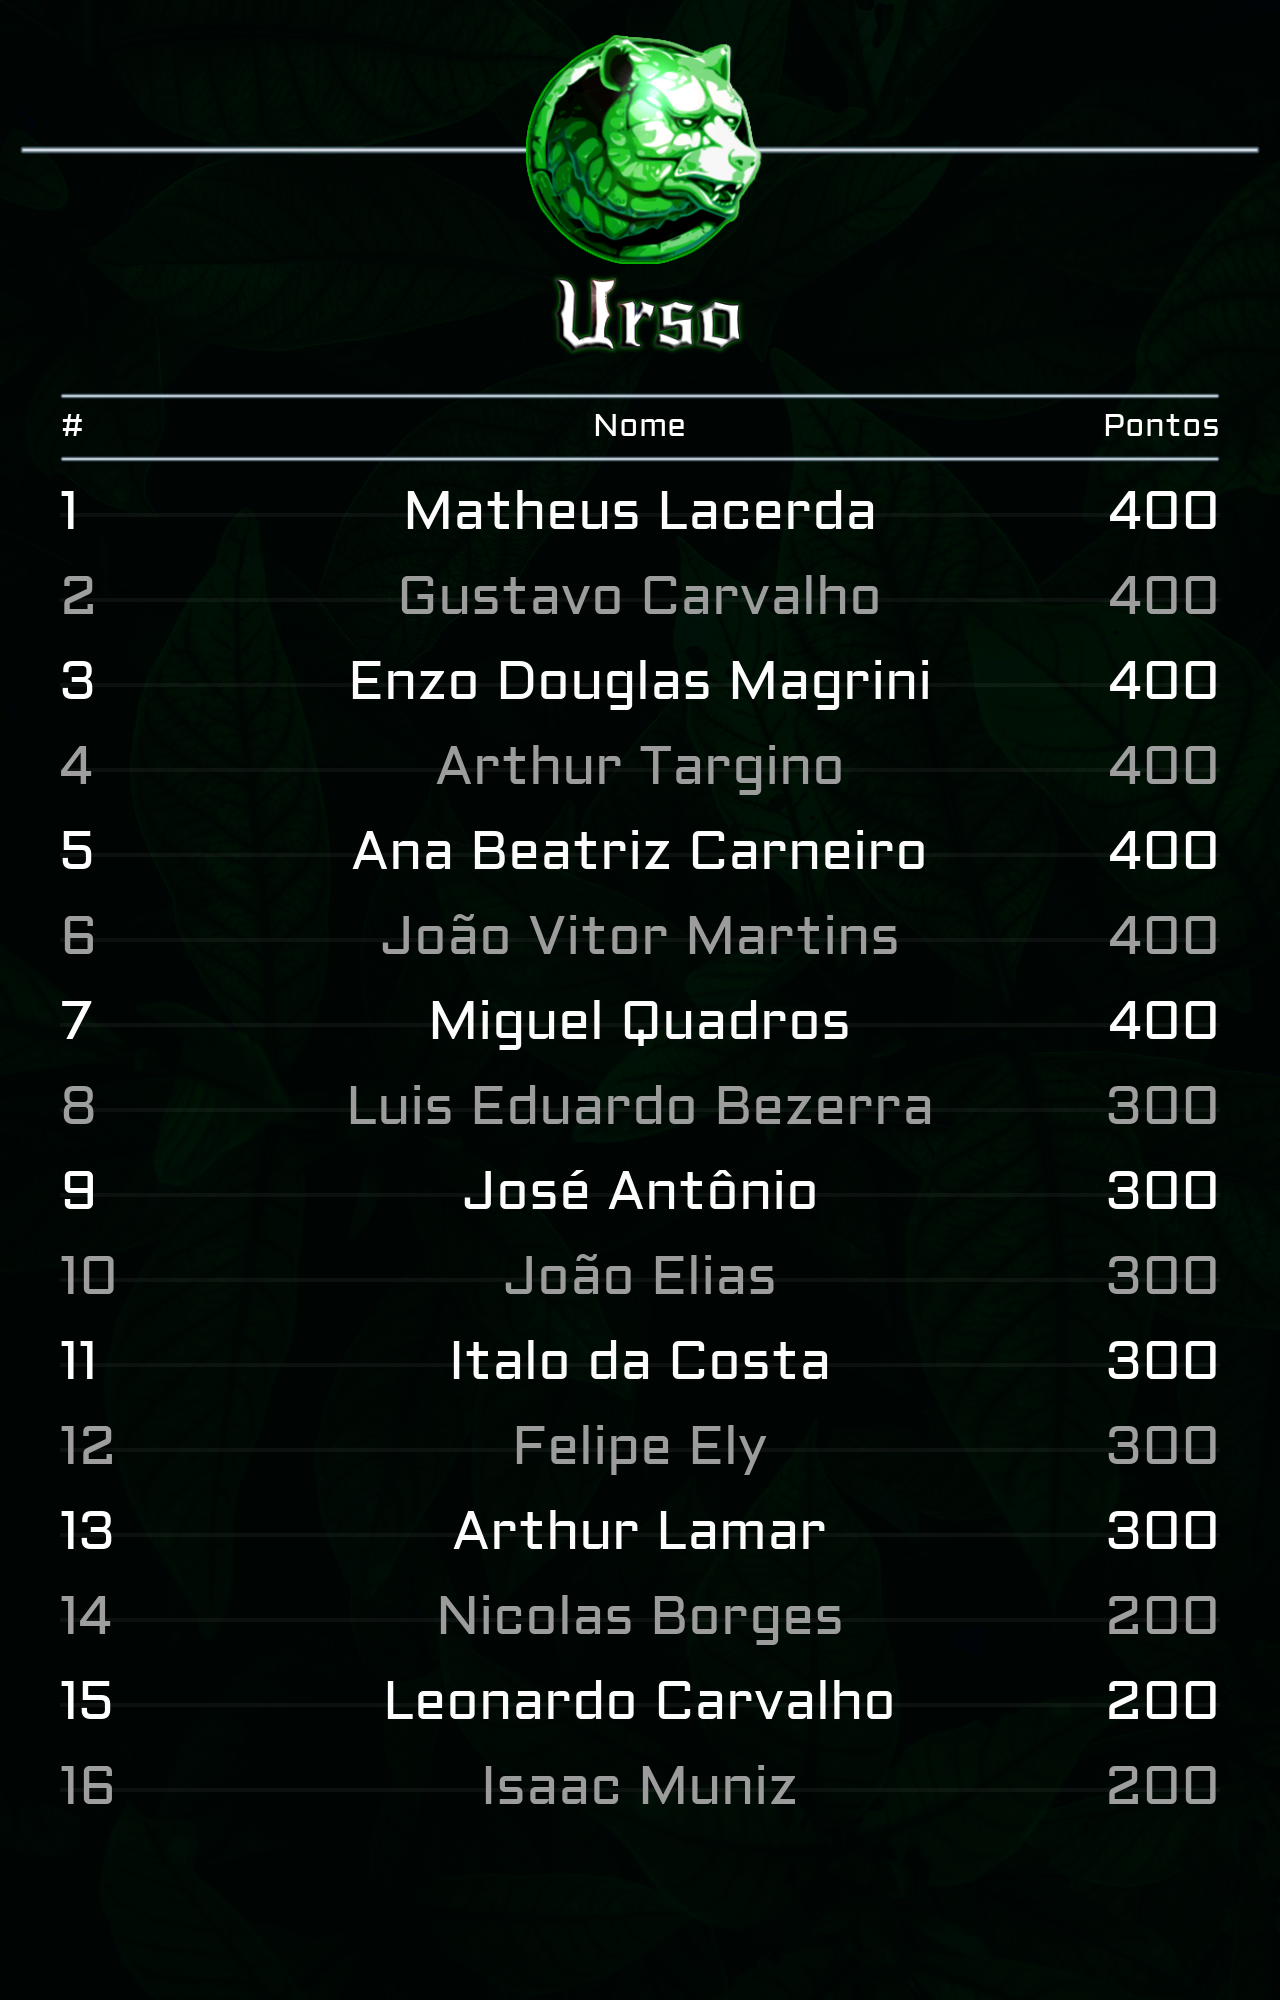 Urso
# Nome Pontos
1 Matheus Lacerda 400
2 Gustavo Carvalho 400
3 Enzo Douglas Magrini 400
4 Arthur Targino 400
5 Ana Beatriz Carneiro 400
6 João Vitor Martins 400
7 Miguel Quadros 400
8 Luis Eduardo Bezerra 300
9 José Antônio 300
10 João Elias 300
11 Italo da Costa 300
12 Felipe Ely 300
13 Arthur Lamar 300
14 Nicolas Borges 200
15 Leonardo Carvalho 200
16 Isaac Muniz 200